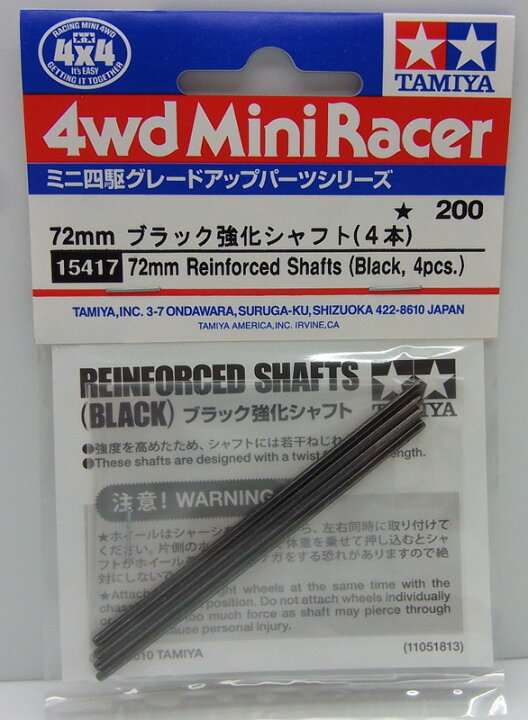 RACING MINI 4WD
4x4
It's EASY
GETTING IT TOGETHER
TAMIYA
4wd Mini Racer
ミニ四駆グレードアップパーツシリーズ
★ 200
72mm ブラック強化シャフト(4本)
15417 72mm Reinforced Shafts (Black, 4pcs.)
TAMIYA,INC. 3-7 ONDAWARA, SURUGA-KU, SHIZUOKA 422-8610 JAPAN
TAMIYA AMERICA,INC. IRVINE,CA
REINFORCED SHAFTS
(BLACK) ブラック強化シャフト
TAMIYA
●強度を高めたため、シャフトには若干ねじれ
●These shafts are designed with a twist
注意! WARNING
★ホイールはシャーシ 、左右同時に取り付けて
ください。片側のホ 体重を乗せて押し込むとシャ
フトがホイール ガをする恐れがありますので絶
対にしないで
★Attach wheels at the same time with the
position. Do not attach wheels individually
too much force as shaft may pierce through
cause personal injury.
TAMIYA
(11051813)